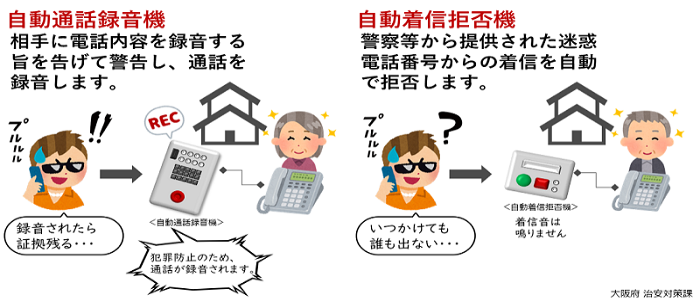 自動通話録音機
相手に電話内容を録音する
旨を告げて警告し、通話を
録音します。
プルルルル
!!
REC
録音されたら
証拠残る・・・
<自動通話録音機>
犯罪防止のため、
通話が録音されます。
自動着信拒否機
警察等から提供された迷惑
電話番号からの着信を自動
で拒否します。
プルルルル
?
いつかけても
誰も出ない・・・
<自動着信拒否機>
着信音は
鳴りません
大阪府 治安対策課